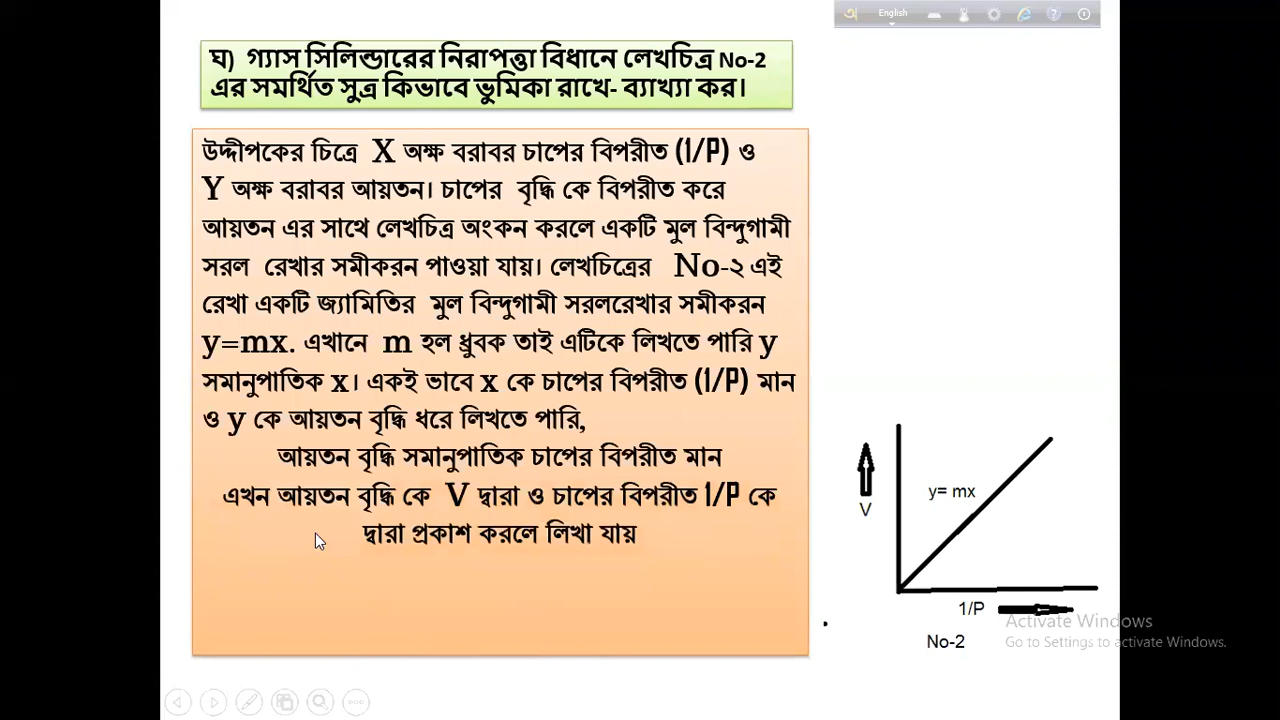 English
ঘ) গ্যাস সিলিন্ডারের নিরাপত্তা বিধানে লেখচিত্র No-2
এর সমর্থিত সুত্র কিভাবে ভুমিকা রাখে- ব্যাখ্যা কর।
উদ্দীপকের চিত্রে X অক্ষ বরাবর চাপের বিপরীত (1/P) ও
Y অক্ষ বরাবর আয়তন। চাপের বৃদ্ধি কে বিপরীত করে
আয়তন এর সাথে লেখচিত্র অংকন করলে একটি মুল বিন্দুগামী
সরল রেখার সমীকরন পাওয়া যায়। লেখচিত্রের No-২ এই
রেখা একটি জ্যামিতির মুল বিন্দুগামী সরলরেখার সমীকরন
y=mx. এখানে m হল ধ্রুবক তাই এটিকে লিখতে পারি y
সমানুপাতিক x। একই ভাবে x কে চাপের বিপরীত (1/P) মান
ও y কে আয়তন বৃদ্ধি ধরে লিখতে পারি,
আয়তন বৃদ্ধি সমানুপাতিক চাপের বিপরীত মান
এখন আয়তন বৃদ্ধি কে V দ্বারা ও চাপের বিপরীত 1/P কে
দ্বারা প্রকাশ করলে লিখা যায়
y= mx
V
1/P
No-2
Activate Windows
Go to Settings to activate Windows.